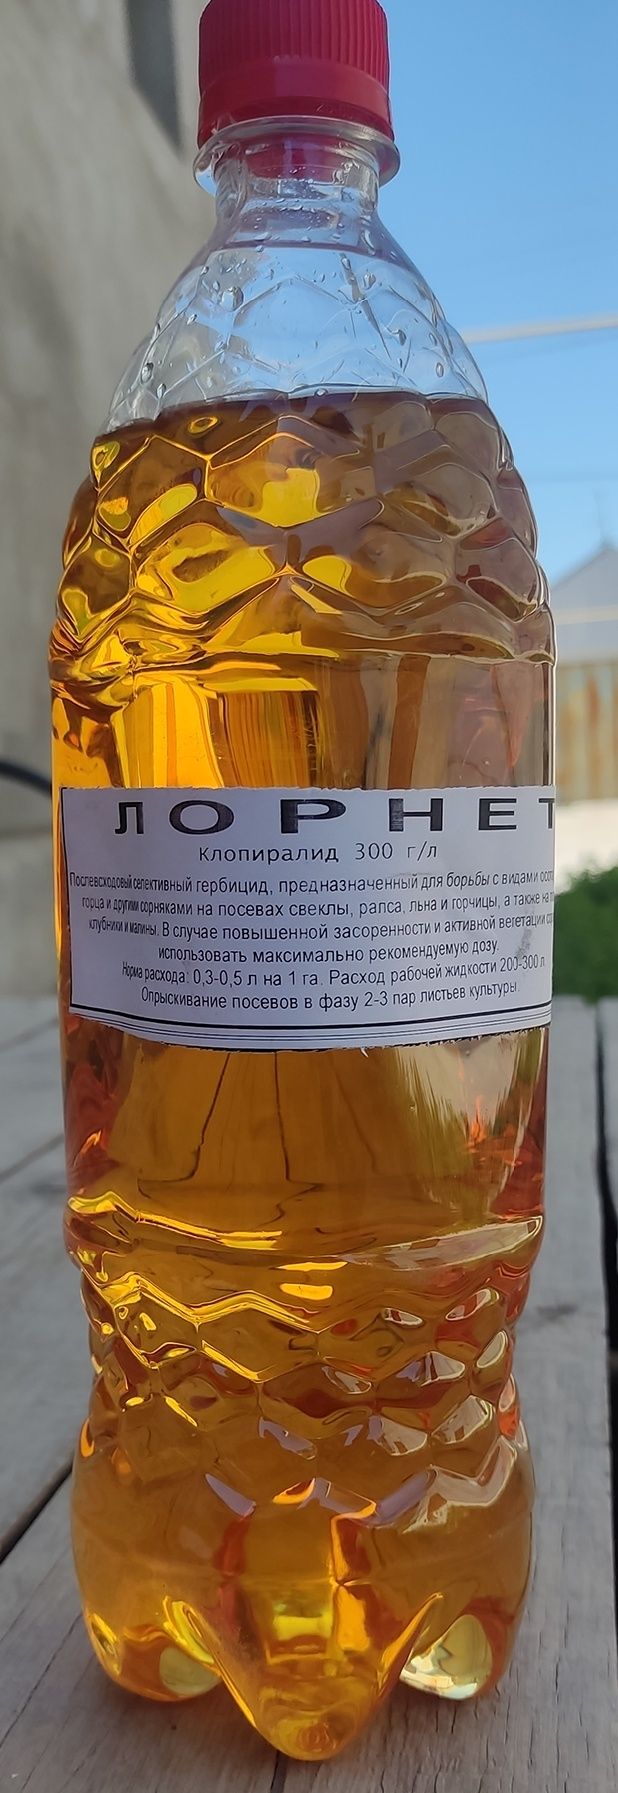 ЛОРНЕТ
Клопиралид 300 г/л
Послевсходовый селективный гербицид, предназначенный для борьбы с видами
горца и другими сорняками на посевах свеклы, рапса, льна и горчицы, а также на
клубники и малины. В случае повышенной засоренности и активной вегетации
использовать максимально рекомендуемую дозу.
Норма расхода: 0,3-0,5 л на 1 га. Расход рабочей жидкости 200-300 л.
Опрыскивание посевов в фазу 2-3 пар листьев культуры.